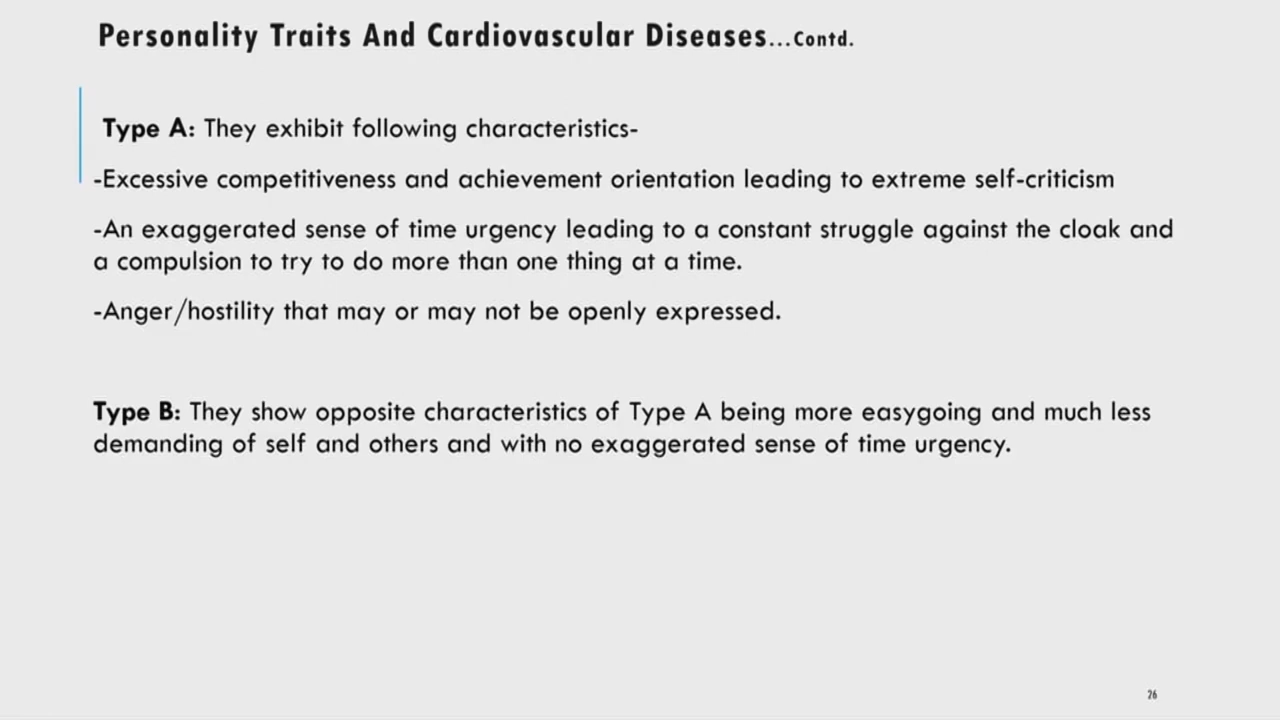 Personality Traits And Cardiovascular Diseases...Contd.
Type A: They exhibit following characteristics-
-Excessive competitiveness and achievement orientation leading to extreme self-criticism
-An exaggerated sense of time urgency leading to a constant struggle against the cloak and
a compulsion to try to do more than one thing at a time.
-Anger/hostility that may or may not be openly expressed.
Type B: They show opposite characteristics of Type A being more easygoing and much less
demanding of self and others and with no exaggerated sense of time urgency.
26